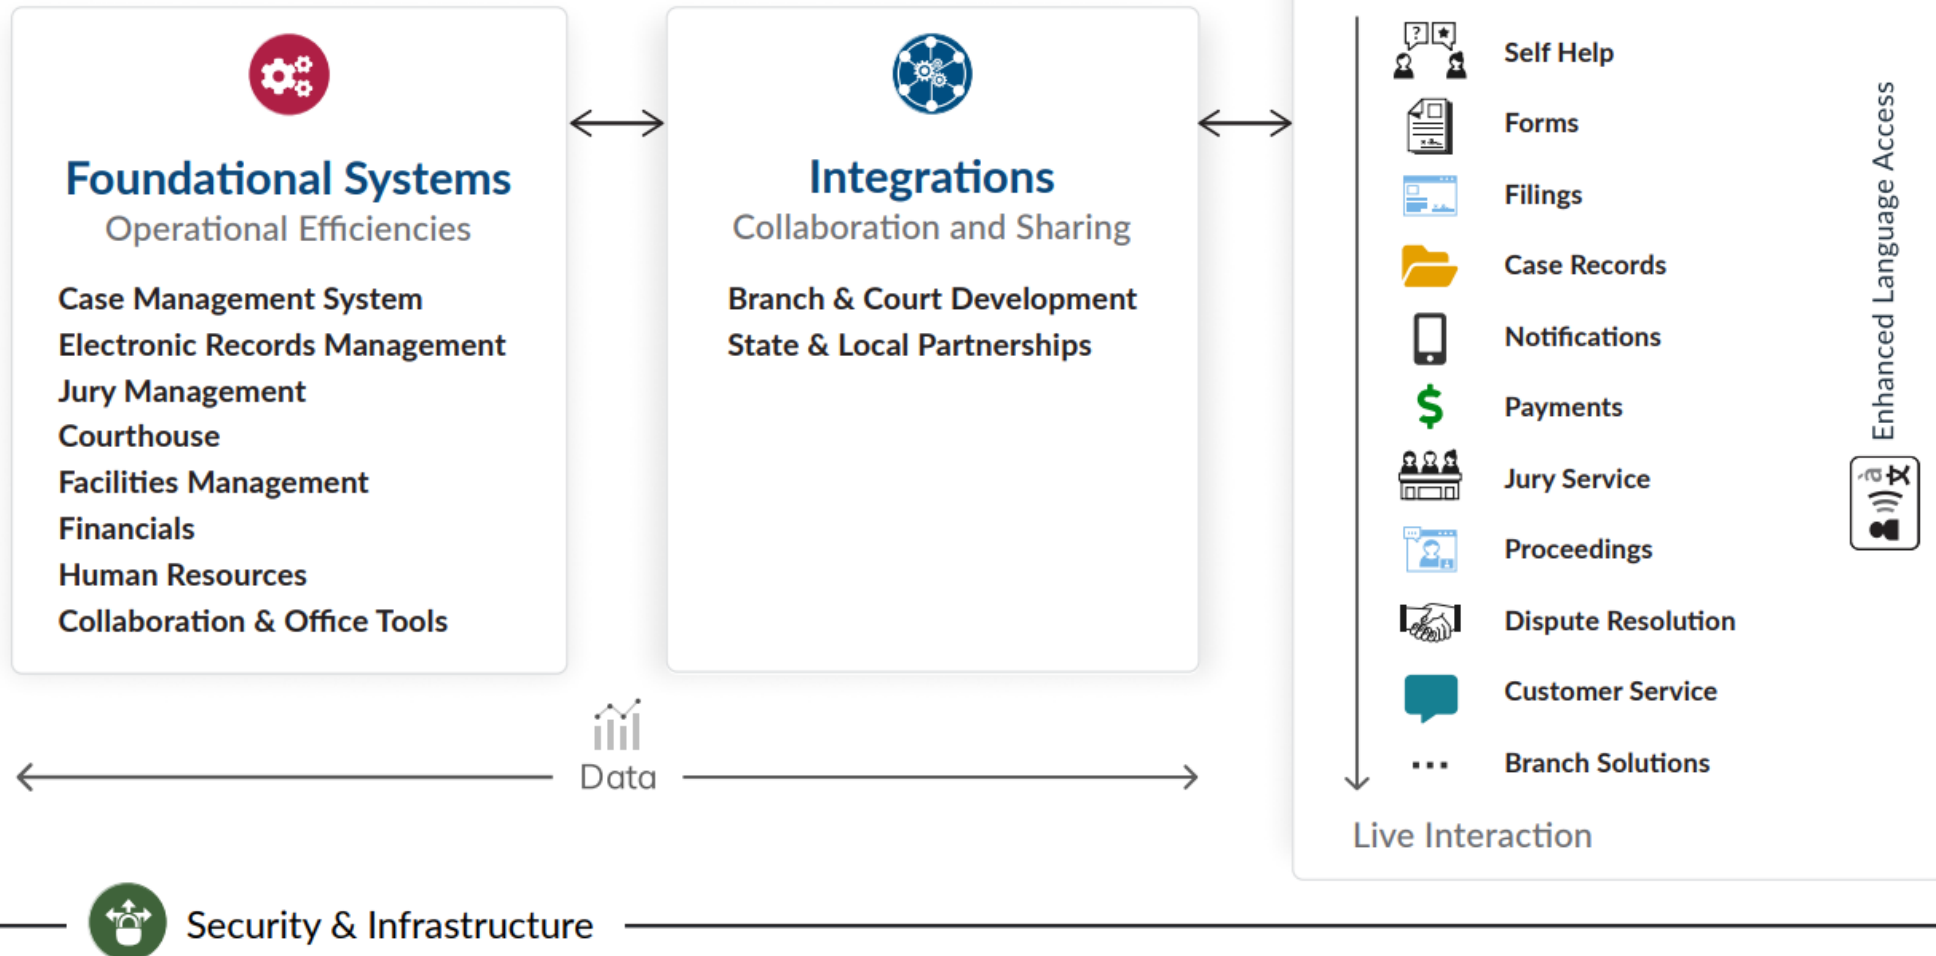 Foundational Systems
Operational Efficiencies
Case Management System
Electronic Records Management
Jury Management
Courthouse
Facilities Management
Financials
Human Resources
Collaboration & Office Tools
Integrations
Collaboration and Sharing
Branch & Court Development
State & Local Partnerships
Data
Self Help
Forms
Filings
Case Records
Notifications
Payments
Jury Service
Proceedings
Dispute Resolution
Customer Service
... Branch Solutions
Live Interaction
Enhanced Language Access
Security & Infrastructure